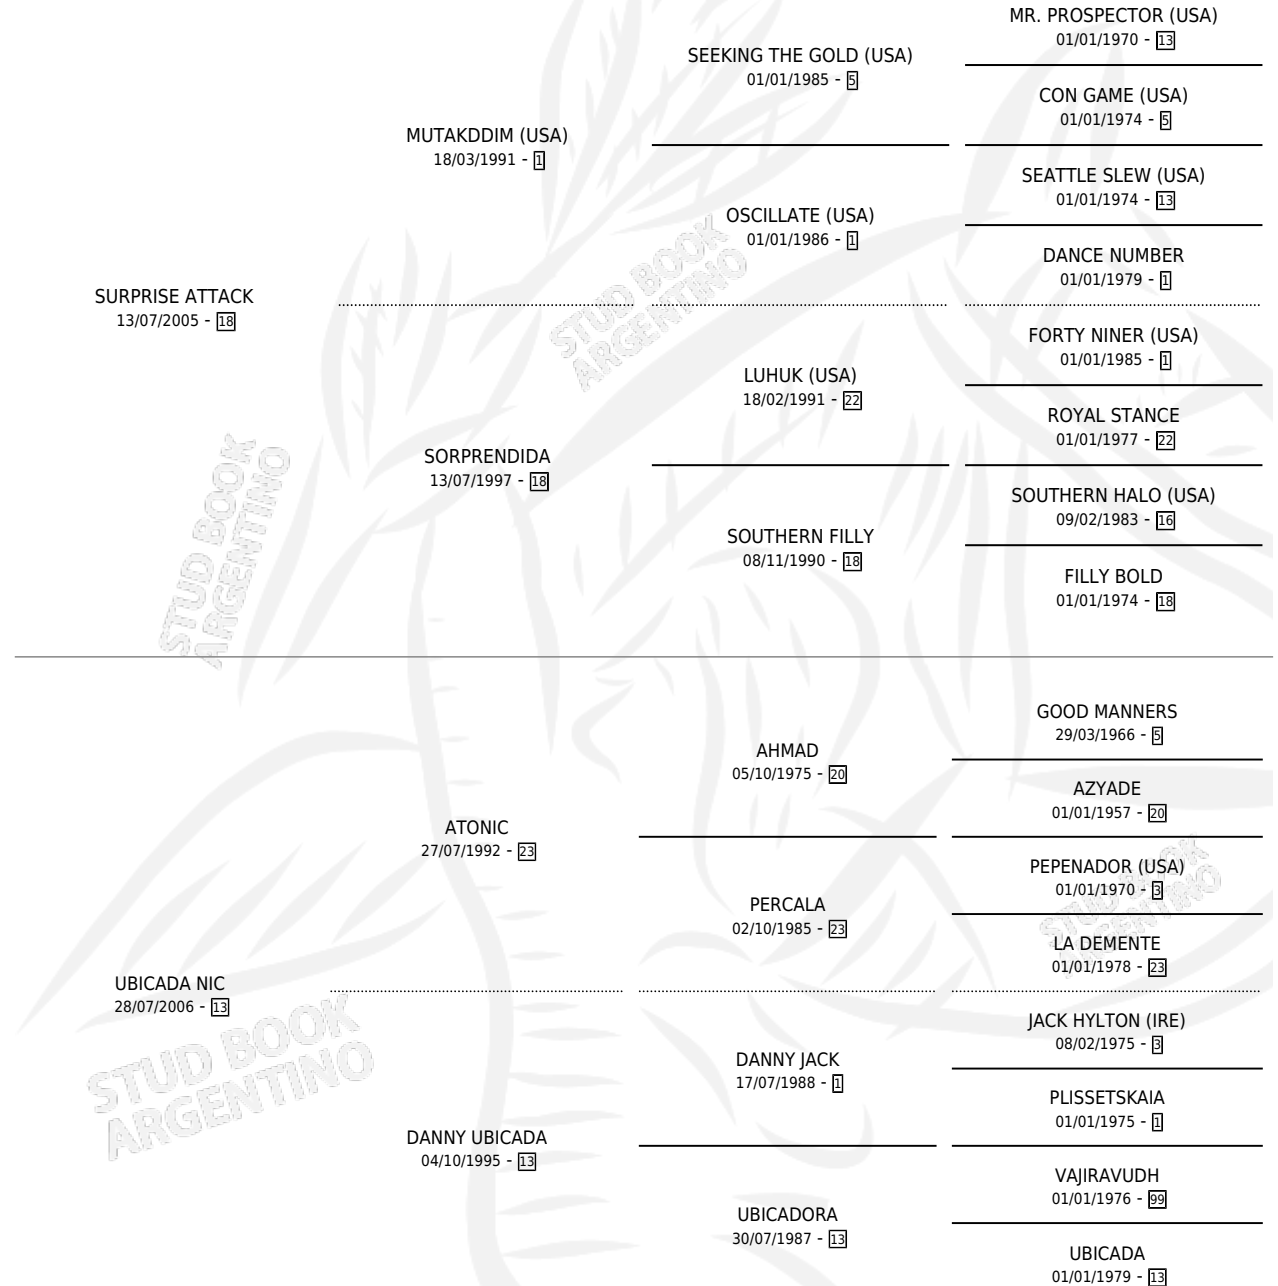 MR. PROSPECTOR (USA)
01/01/1970 - 13
SEEKING THE GOLD (USA)
01/01/1985 - 5
CON GAME (USA)
01/01/1974 - 5
MUTAKDDIM (USA)
18/03/1991 - 1
SEATTLE SLEW (USA)
01/01/1974 - 13
OSCILLATE (USA)
01/01/1986 - 1
DANCE NUMBER
01/01/1979 - 1
SURPRISE ATTACK
13/07/2005 - 18
STUD BOOK
ARGENTINO
FORTY NINER (USA)
01/01/1985 - 1
LUHUK (USA)
18/02/1991 - 22
ROYAL STANCE
01/01/1977 - 22
SORPRENDIDA
13/07/1997 - 18
SOUTHERN HALO (USA)
09/02/1983 - 16
SOUTHERN FILLY
08/11/1990 - 18
FILLY BOLD
01/01/1974 - 18
STUD BOOK
ARGENTINO
GOOD MANNERS
29/03/1966 - 5
AHMAD
05/10/1975 - 20
AZYADE
01/01/1957 - 20
ATONIC
27/07/1992 - 23
PEPENADOR (USA)
01/01/1970 - 3
PERCALA
02/10/1985 - 23
LA DEMENTE
01/01/1978 - 23
STUD BOOK
ARGENTINO
UBICADA NIC
28/07/2006 - 13
JACK HYLTON (IRE)
08/02/1975 - 3
DANNY JACK
17/07/1988 - 1
PLISSETSKAIA
01/01/1975 - 1
STUD BOOK
ARGENTINO
DANNY UBICADA
04/10/1995 - 13
VAJIRAVUDH
01/01/1976 - 99
UBICADORA
30/07/1987 - 13
UBICADA
01/01/1979 - 13